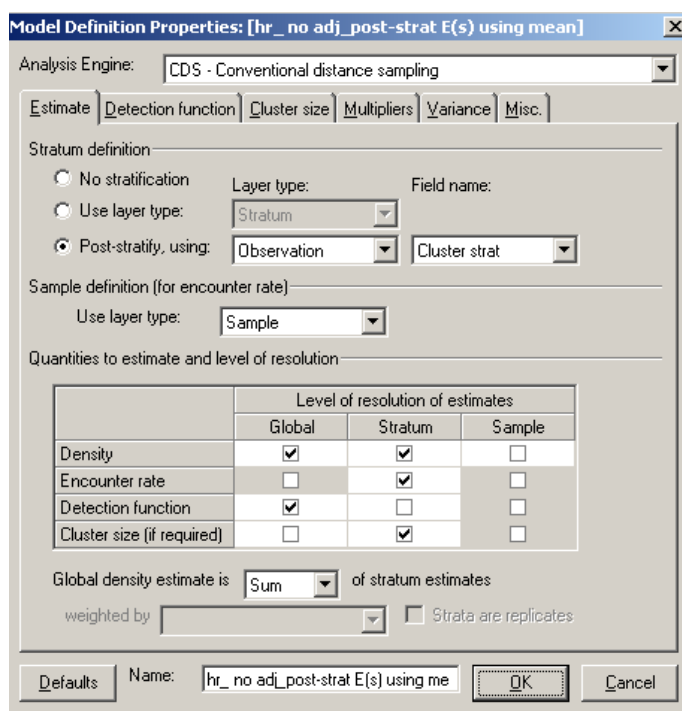 Model Definition Properties: [hr_ no adj_post-strat E(s) using mean]
Analysis Engine: CDS - Conventional distance sampling
Estimate Detection function Cluster size Multipliers Variance Misc.
Stratum definition
No stratification Layer type: Field name:
Use layer type: Stratum
Post-stratify, using: Observation Cluster strat
Sample definition (for encounter rate)
Use layer type: Sample
Quantities to estimate and level of resolution
Level of resolution of estimates
Global Stratum Sample
Density
Encounter rate
Detection function
Cluster size (if required)
Global density estimate is Sum of stratum estimates
weighted by Strata are replicates
Defaults Name: hr_ no adj_post-strat E(s) using me OK Cancel